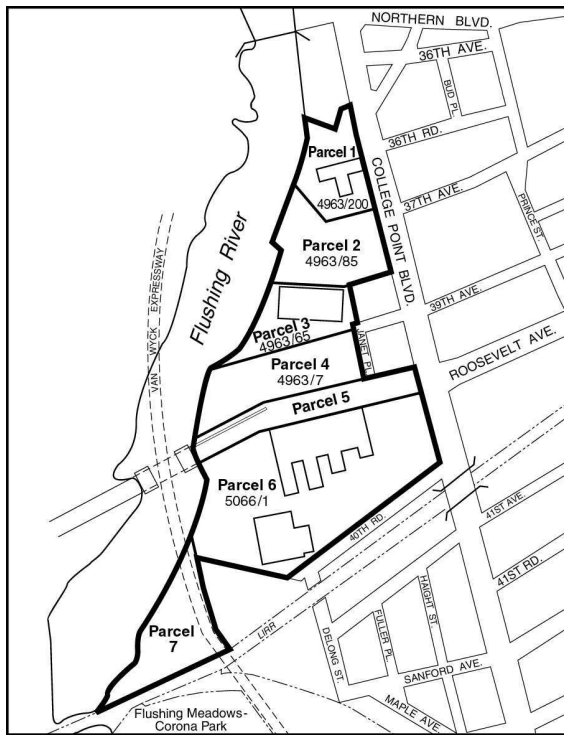 NORTHERN BLVD.
36TH AVE.
BUD PL.
36TH RD.
Parcel 1
4963/200
COLLEGE POINT BLVD.
37TH AVE.
PRINCE ST.
Flushing River
Parcel 2
4963/85
VAN WYCK EXPRESSWAY
39TH AVE.
Parcel 3
4963/65
JANET PL.
ROOSEVELT AVE.
Parcel 4
4963/7
Parcel 5
Parcel 6
5066/1
40TH RD.
41ST AVE.
41ST RD.
HAIGHT ST.
FULLER PL.
LIRR
DELONG ST.
SANFORD AVE.
MAPLE AVE.
Parcel
7
Flushing Meadows-
Corona Park